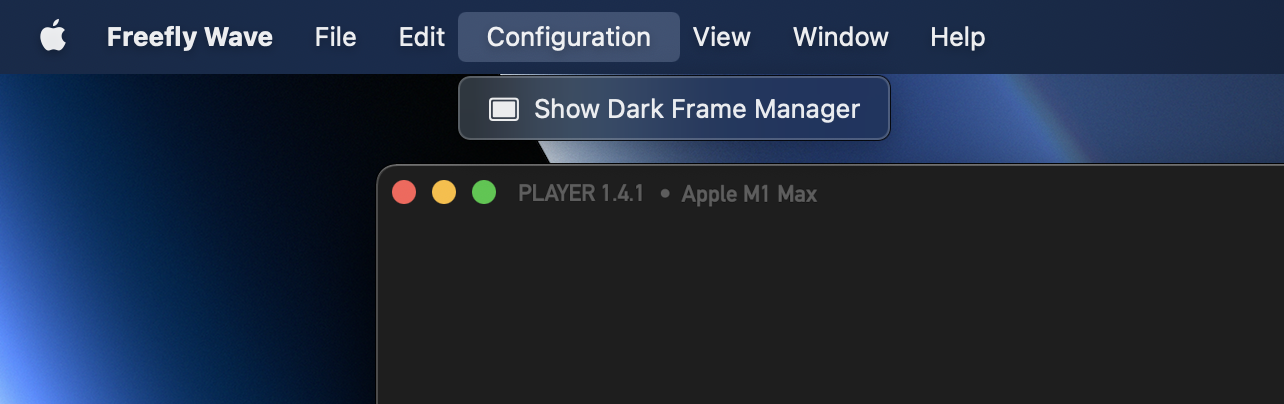 Freefly Wave File Edit Configuration View Window Help
Show Dark Frame Manager
PLAYER 1.4.1 • Apple M1 Max